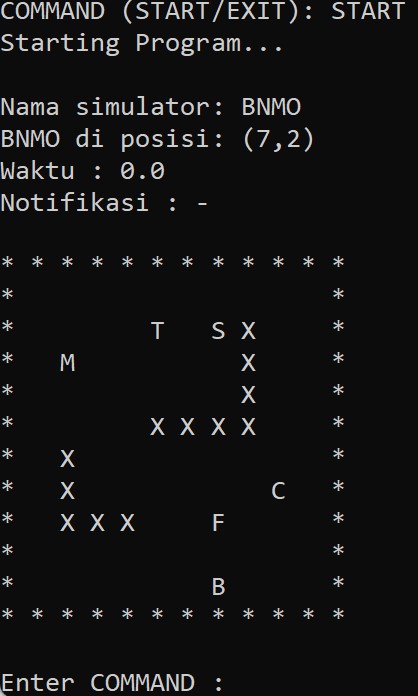 COMMAND (START/EXIT): START
Starting Program...
Nama simulator: BNMO
BNMO di posisi: (7,2)
Waktu : 0.0
Notifikasi : -
* * * * * * * * * * * *
*                     *
*         T   S X     *
*   M           X     *
*               X     *
*         X X X X     *
*   X                 *
*   X             C   *
*   X X X     F       *
*                     *
*             B       *
* * * * * * * * * * * *
Enter COMMAND :